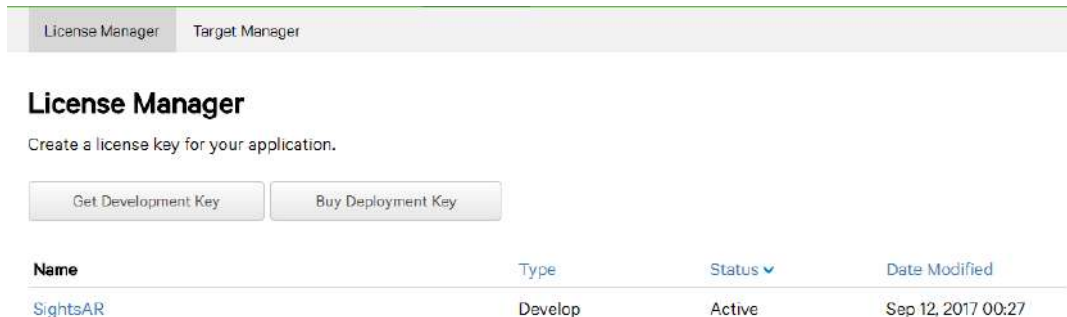 License Manager Target Manager
License Manager
Create a license key for your application.
Get Development Key Buy Deployment Key
Name Type Status Date Modified
SightsAR Develop Active Sep 12, 2017 00:27